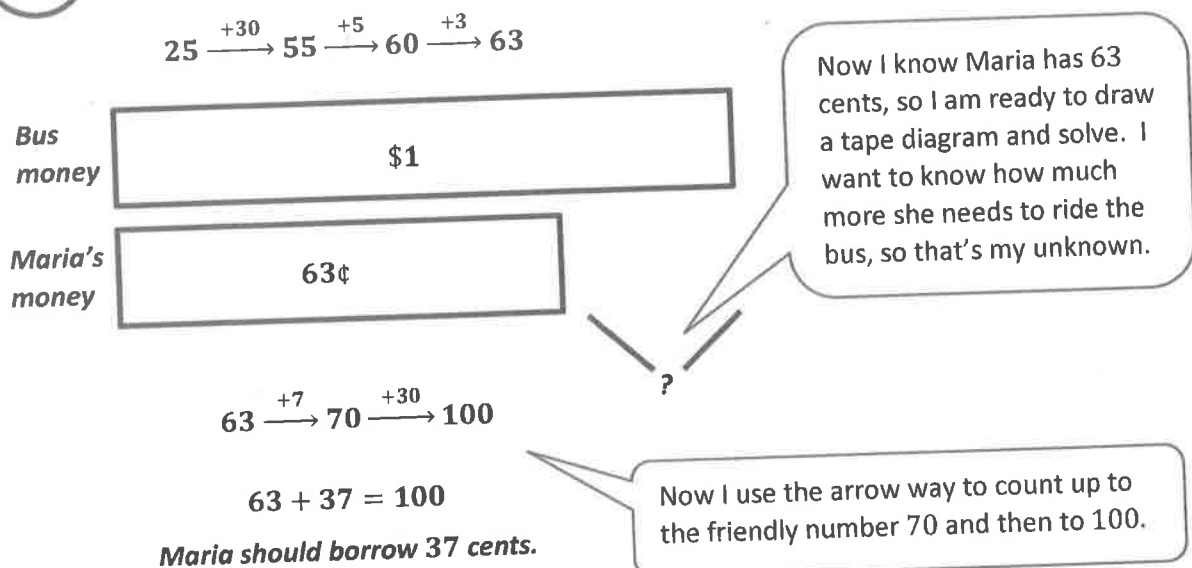 25 +30→ 55 +5→ 60 +3→ 63
Bus
money
$1
Maria's
money
63¢
?
Now I know Maria has 63
cents, so I am ready to draw
a tape diagram and solve. I
want to know how much
more she needs to ride the
bus, so that's my unknown.
63 +7→ 70 +30→ 100
63 + 37 = 100
Maria should borrow 37 cents.
Now I use the arrow way to count up to
the friendly number 70 and then to 100.